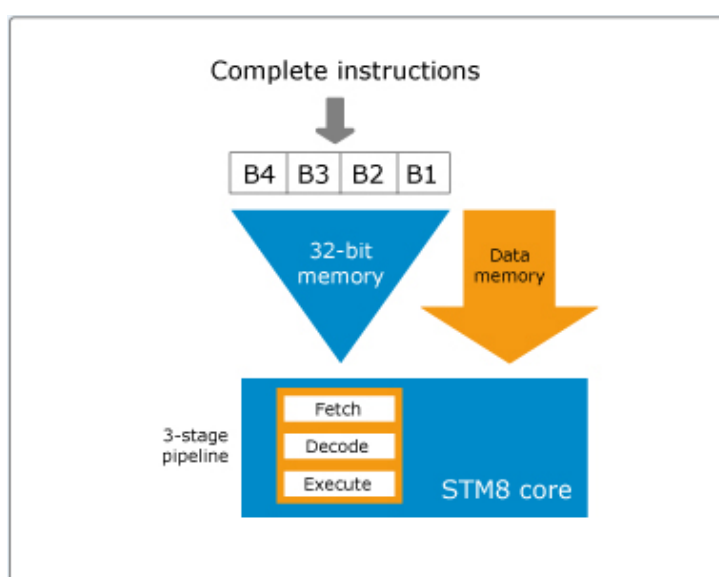 Complete instructions
B4 B3 B2 B1
32-bit
memory
Data
memory
3-stage
pipeline
Fetch
Decode
Execute
STM8 core